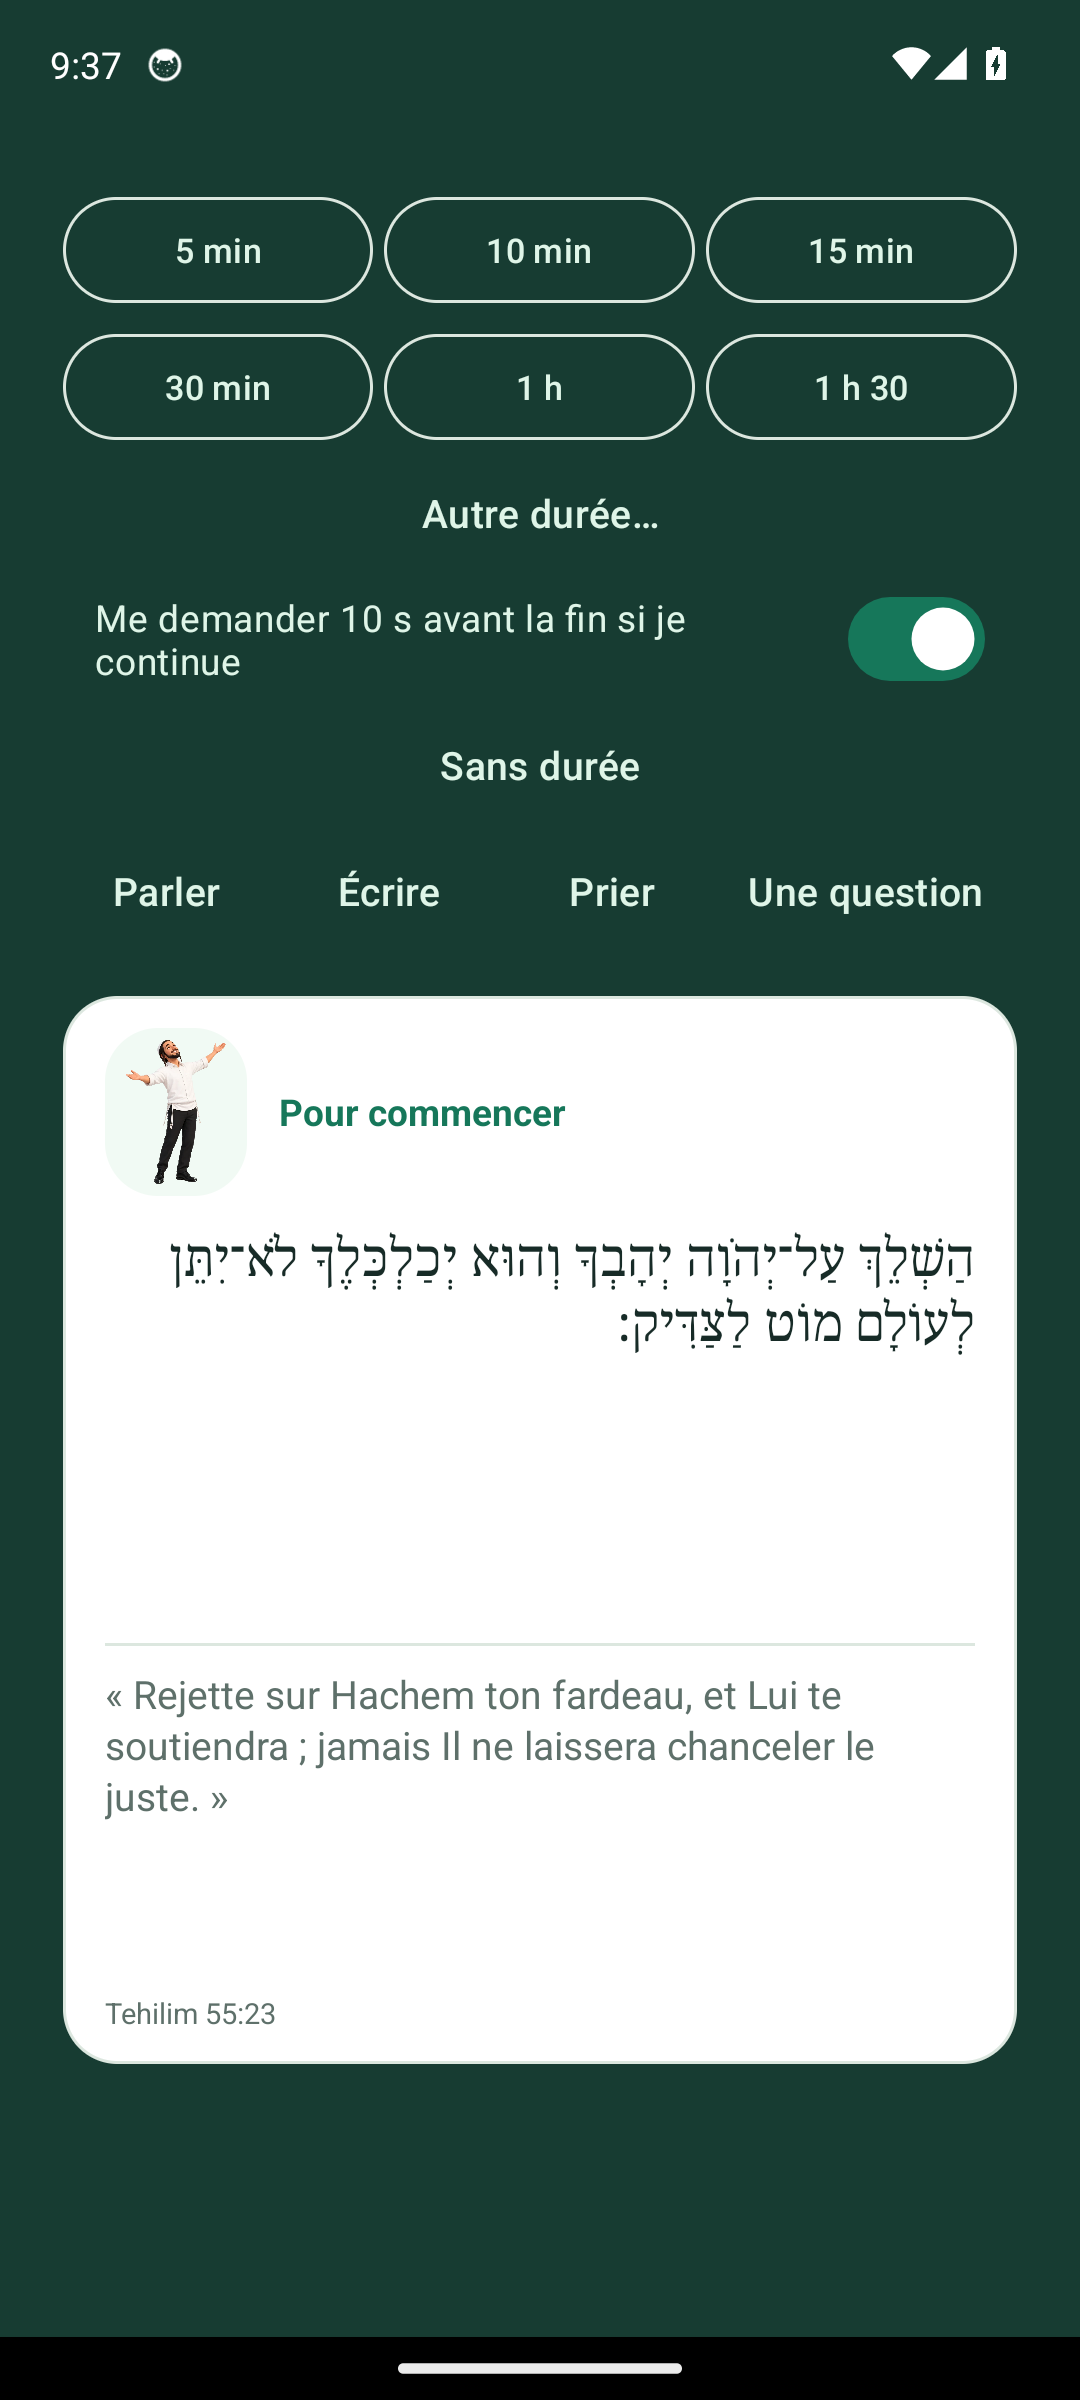 9:37
5 min
10 min
15 min
30 min
1 h
1 h 30
Autre durée…
Me demander 10 s avant la fin si je
continue
Sans durée
Parler
Écrire
Prier
Une question
Pour commencer
הַשְׁלֵךְ עַל־יְהֹוָה יְהָבְךָ וְהוּא יְכַלְכְּלֶךָ לֹא־יִתֵּן
לְעוֹלָם מוֹט לַצַּדִּיק׃
« Rejette sur Hachem ton fardeau, et Lui te
soutiendra ; jamais Il ne laissera chanceler le
juste. »
Tehilim 55:23